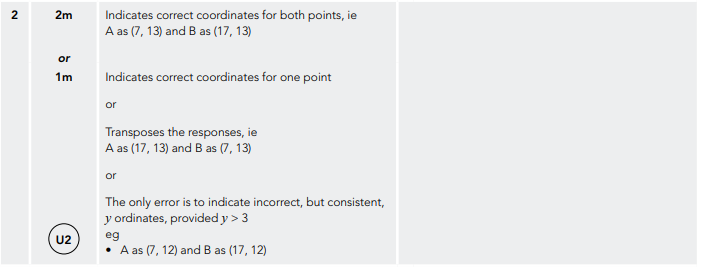 2 2m Indicates correct coordinates for both points, ie
A as (7, 13) and B as (17, 13)
or
1m Indicates correct coordinates for one point
or
Transposes the responses, ie
A as (17, 13) and B as (7, 13)
or
The only error is to indicate incorrect, but consistent,
y ordinates, provided y > 3
eg
U2 • A as (7, 12) and B as (17, 12)